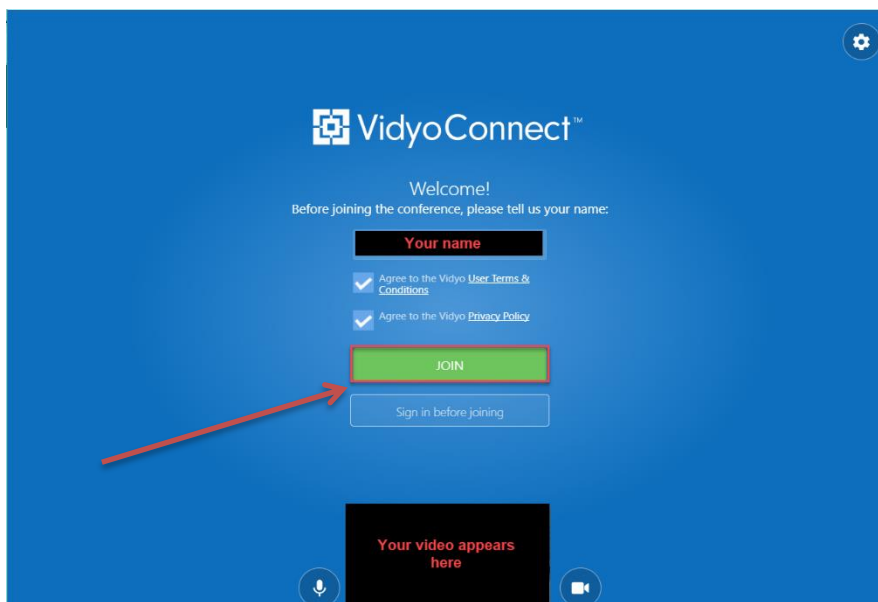 VidyoConnect™
Welcome!
Before joining the conference, please tell us your name:
Your name
Agree to the Vidyo User Terms &
Conditions
Agree to the Vidyo Privacy Policy
JOIN
Sign in before joining
Your video appears
here